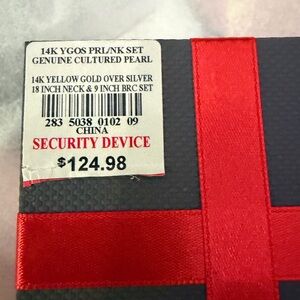 14K YGOS PRL/NK SET
GENUINE CULTURED PEARL
14K YELLOW GOLD OVER SILVER
18 INCH NECK & 9 INCH BRC SET
283 5038 0102 09
CHINA
SECURITY DEVICE
$124.98